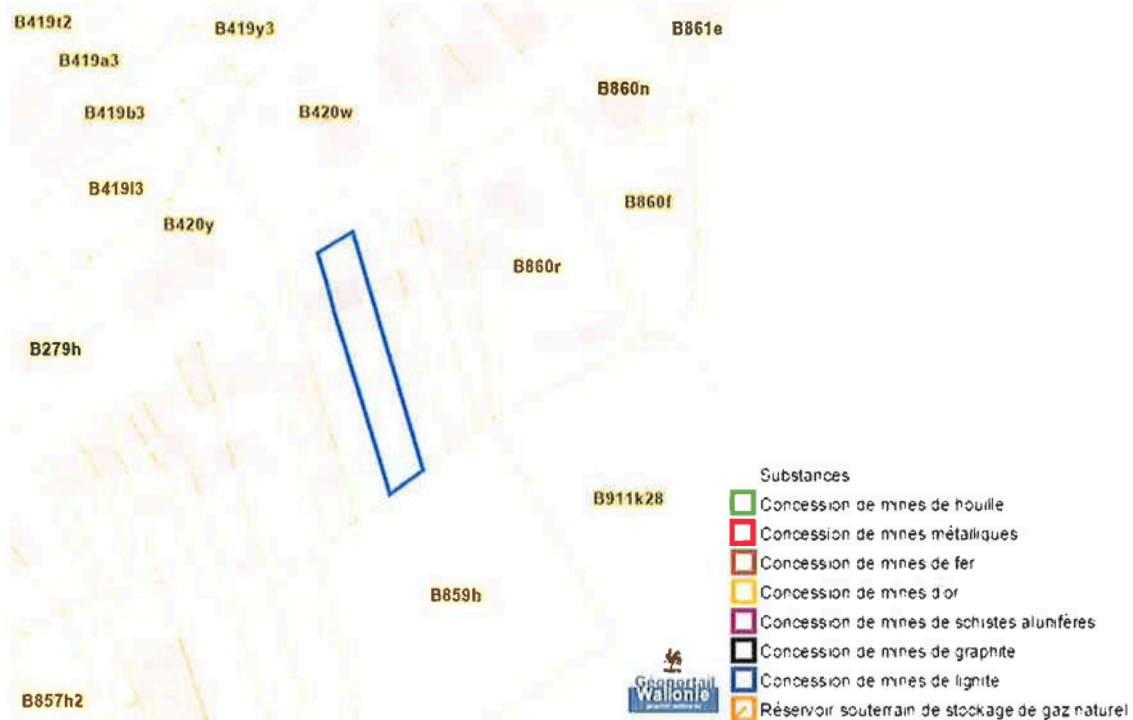 B419t2
B419y3
B861e
B419a3
B860n
B419b3
B420w
B419l3
B860f
B420y
B860r
B279h
B911k28
B859h
B857h2
Géoportail
Wallonie
Substances
Concession de mines de houille
Concession de mines métalliques
Concession de mines de fer
Concession de mines d'or
Concession de mines de schistes alunifères
Concession de mines de graphite
Concession de mines de lignite
Réservoir souterrain de stockage de gaz naturel